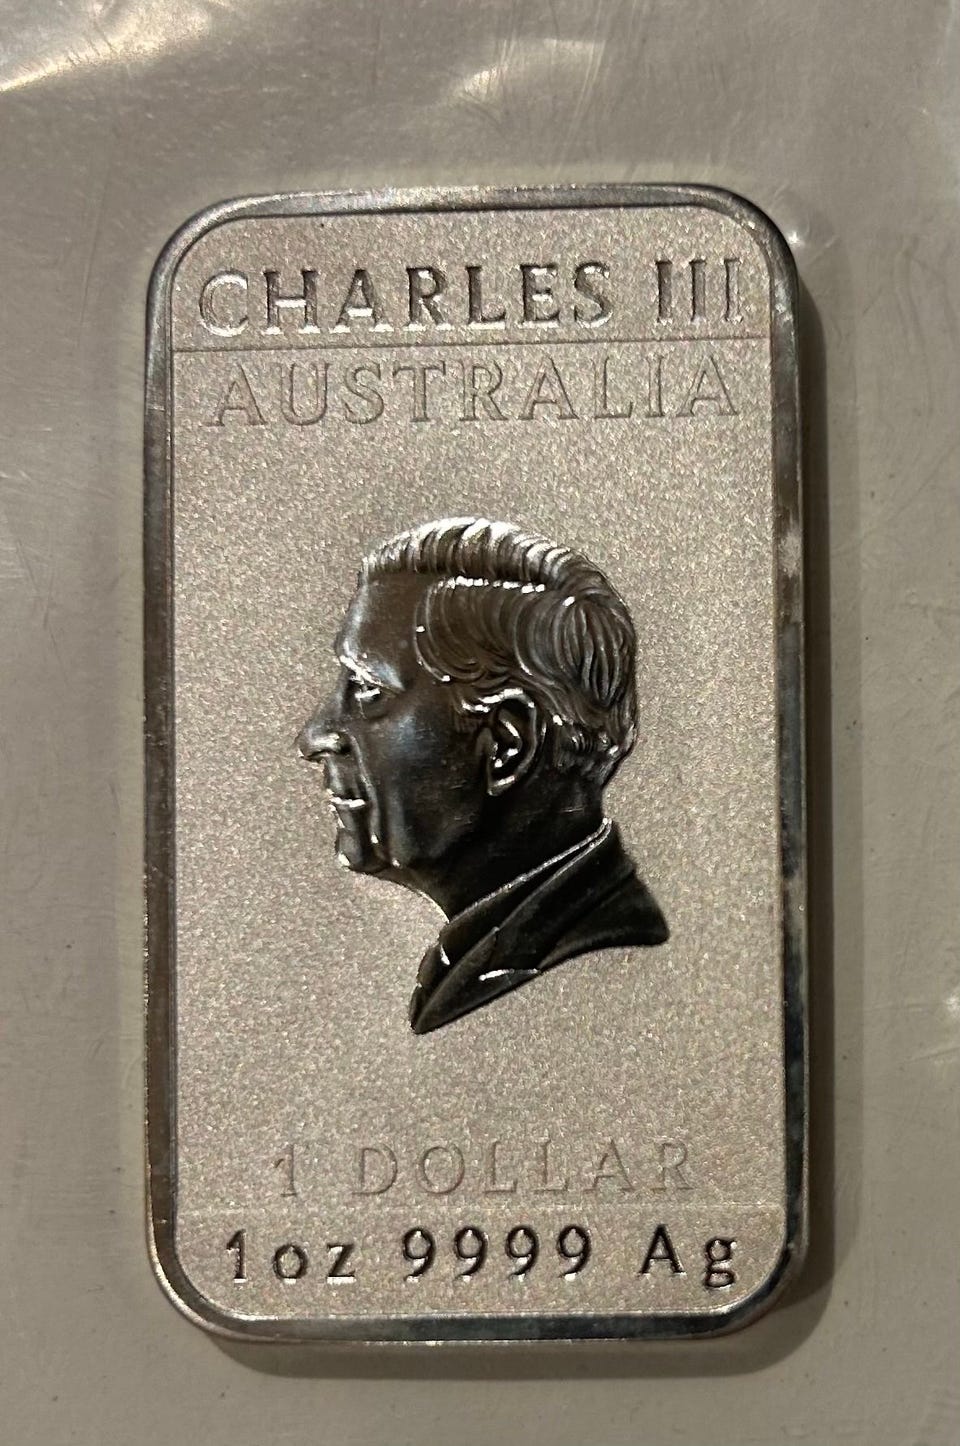 CHARLES III
AUSTRALIA
1 DOLLAR
1oz 9999 Ag